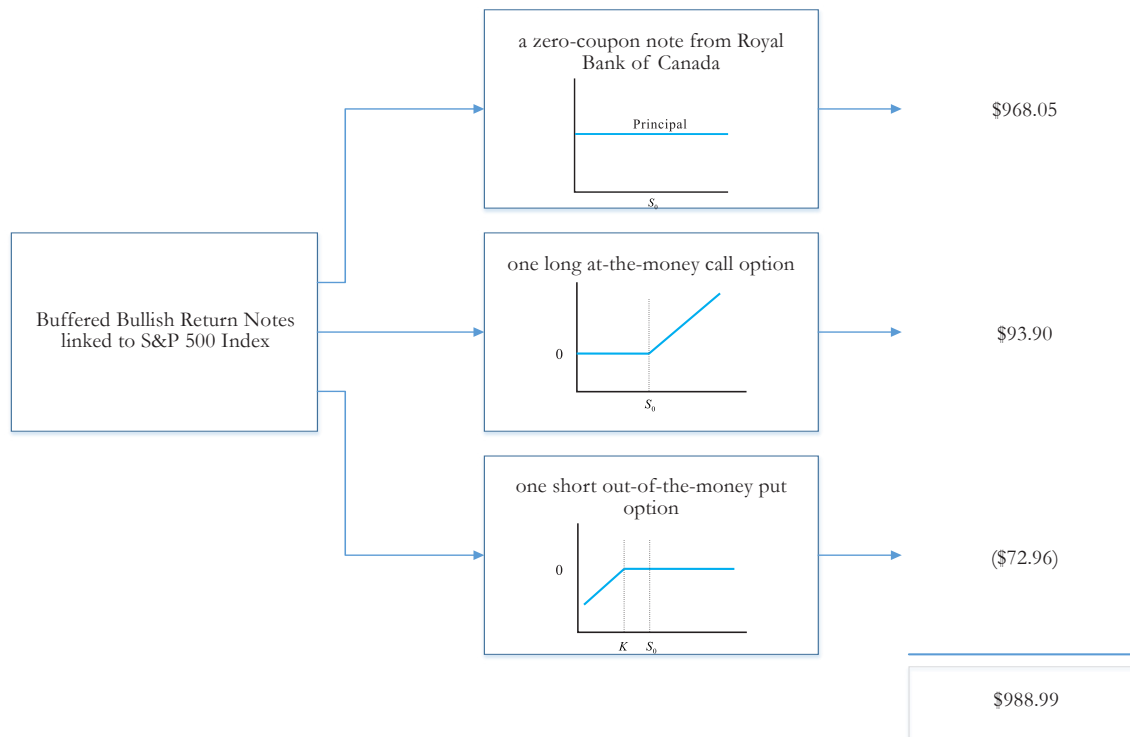 a zero-coupon note from Royal
Bank of Canada
Principal
S₀
$968.05
Buffered Bullish Return Notes
linked to S&P 500 Index
one long at-the-money call option
0
S₀
$93.90
one short out-of-the-money put
option
0
K S₀
($72.96)
$988.99